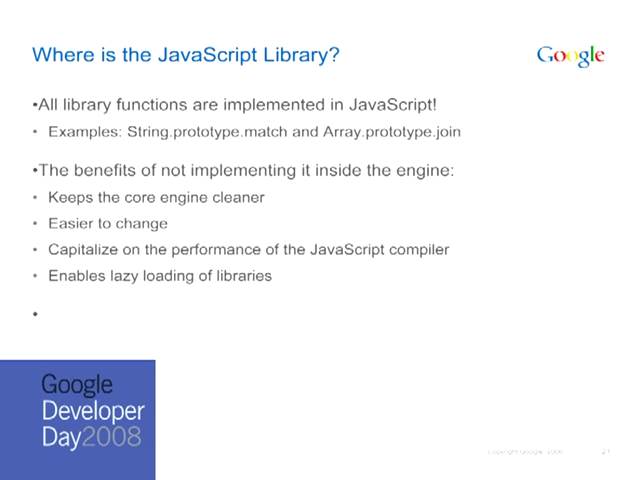 Where is the JavaScript Library?
Google
•All library functions are implemented in JavaScript!
• Examples: String.prototype.match and Array.prototype.join
•The benefits of not implementing it inside the engine:
• Keeps the core engine cleaner
• Easier to change
• Capitalize on the performance of the JavaScript compiler
• Enables lazy loading of libraries
•
Google
Developer
Day2008
Copyright Google